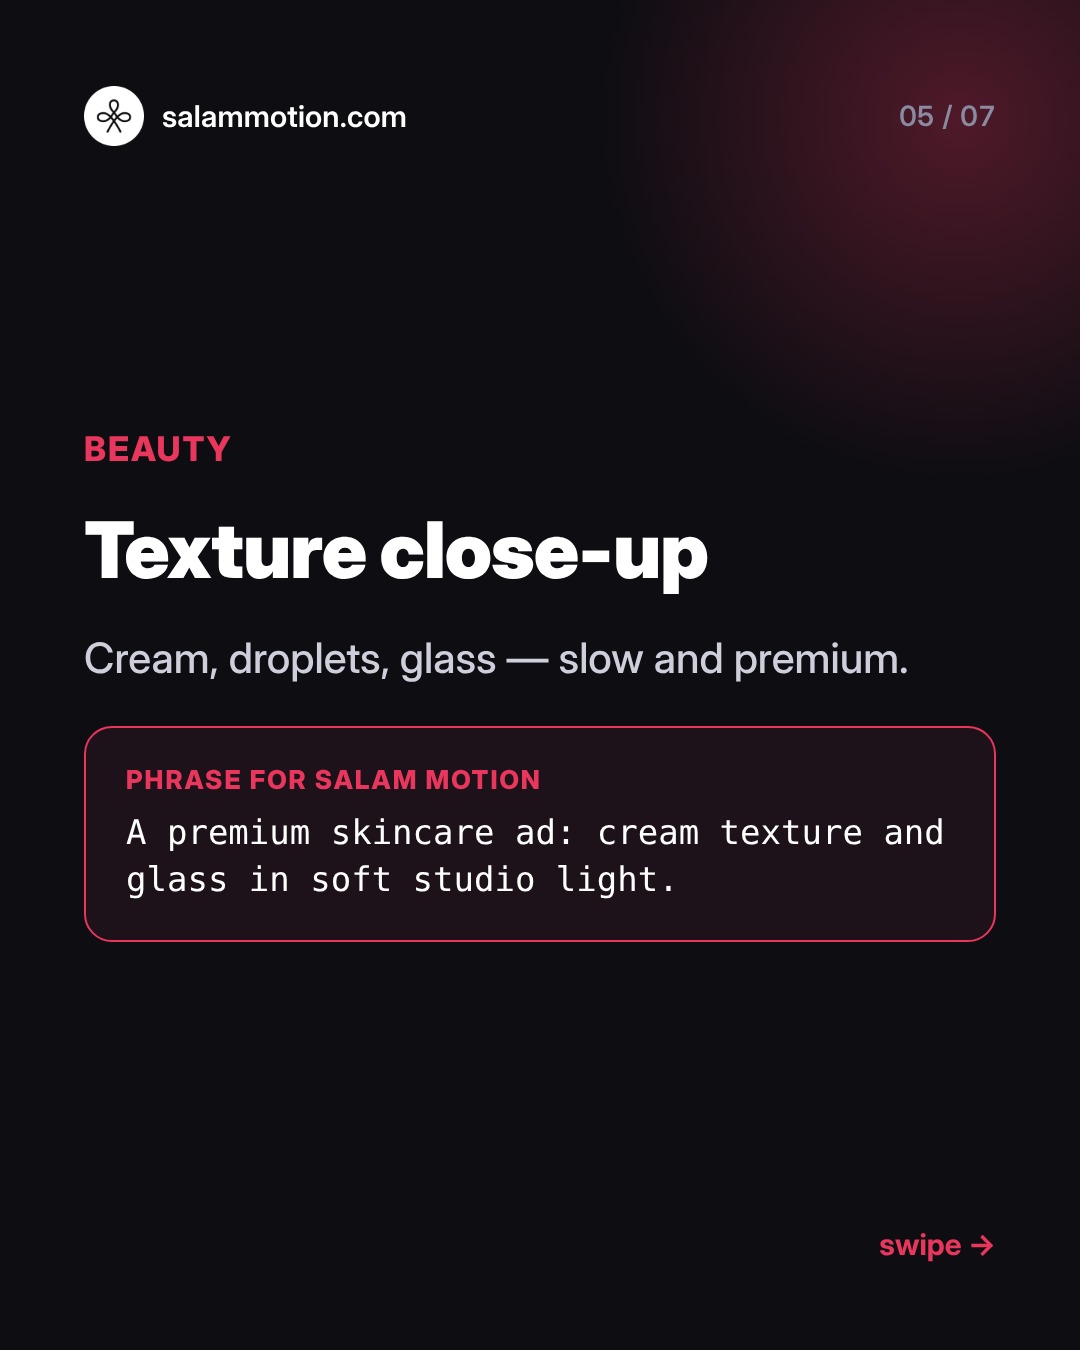 salammotion.com
05 / 07
BEAUTY
Texture close-up
Cream, droplets, glass — slow and premium.
PHRASE FOR SALAM MOTION
A premium skincare ad: cream texture and
glass in soft studio light.
swipe →